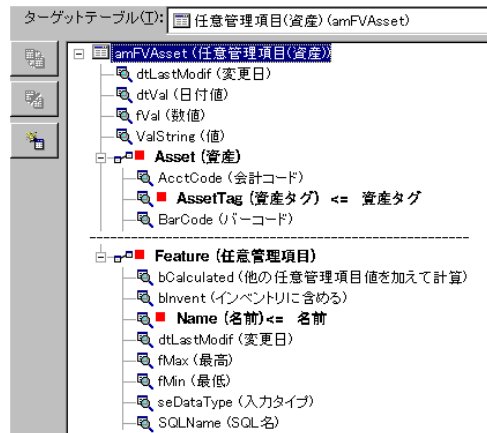 ターゲットテーブル(T): 任意管理項目(資産) (amFVAsset)
amFVAsset (任意管理項目(資産))
dtLastModif (変更日)
dtVal (日付値)
fVal (数値)
ValString (値)
Asset (資産)
AcctCode (会計コード)
AssetTag (資産タグ) <= 資産タグ
BarCode (バーコード)
Feature (任意管理項目)
bCalculated (他の任意管理項目値を加えて計算)
bInvent (インベントリに含める)
Name (名前)<= 名前
dtLastModif (変更日)
fMax (最高)
fMin (最低)
seDataType (入力タイプ)
SQLName (SQL名)